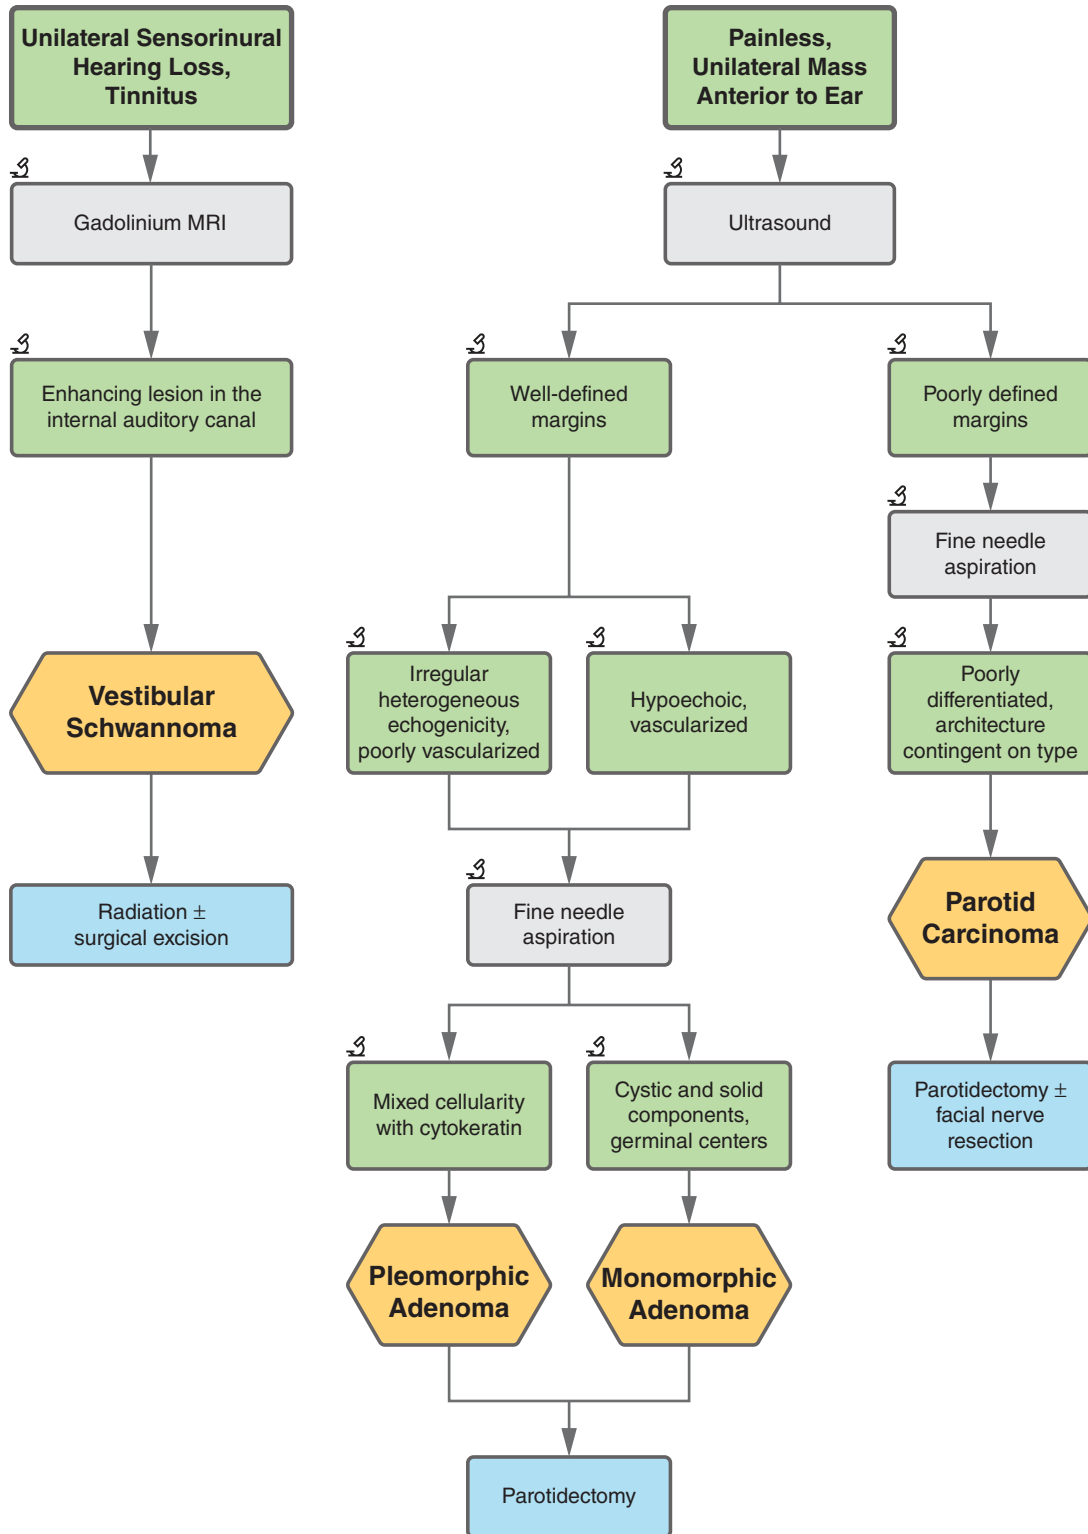 Unilateral Sensorinural
Hearing Loss,
Tinnitus
Gadolinium MRI
Enhancing lesion in the
internal auditory canal
Vestibular
Schwannoma
Radiation ±
surgical excision
Painless,
Unilateral Mass
Anterior to Ear
Ultrasound
Well-defined
margins
Irregular
heterogeneous
echogenicity,
poorly vascularized
Hypoechoic,
vascularized
Fine needle
aspiration
Mixed cellularity
with cytokeratin
Cystic and solid
components,
germinal centers
Pleomorphic
Adenoma
Monomorphic
Adenoma
Parotidectomy
Poorly defined
margins
Fine needle
aspiration
Poorly
differentiated,
architecture
contingent on type
Parotid
Carcinoma
Parotidectomy ±
facial nerve
resection